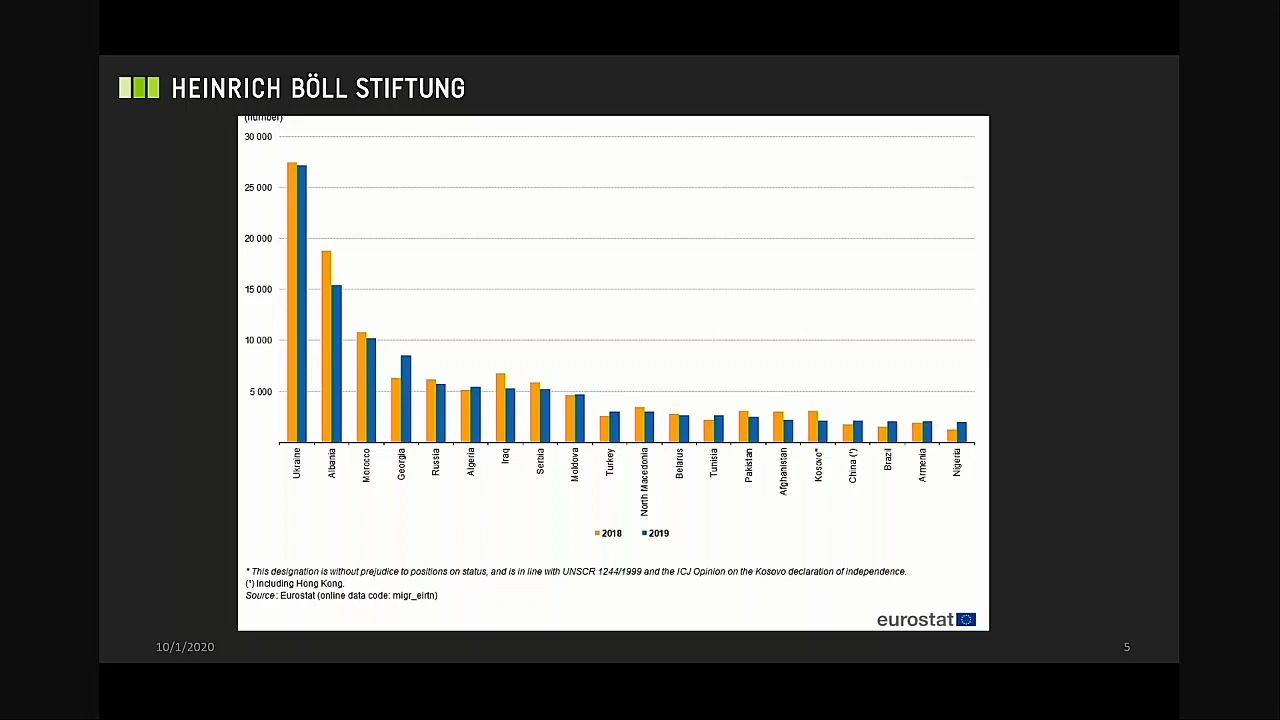 HEINRICH BÖLL STIFTUNG
(number)
30 000
25 000
20 000
15 000
10 000
5 000
Ukraine
Albania
Morocco
Georgia
Russia
Algeria
Iraq
Serbia
Moldova
Turkey
North Macedonia
Belarus
Tunisia
Pakistan
Afghanistan
Kosovo*
China (¹)
Brazil
Armenia
Nigeria
2018 2019
* This designation is without prejudice to positions on status, and is in line with UNSCR 1244/1999 and the ICJ Opinion on the Kosovo declaration of independence.
(¹) Including Hong Kong.
Source: Eurostat (online data code: migr_eirtn)
eurostat
10/1/2020
5